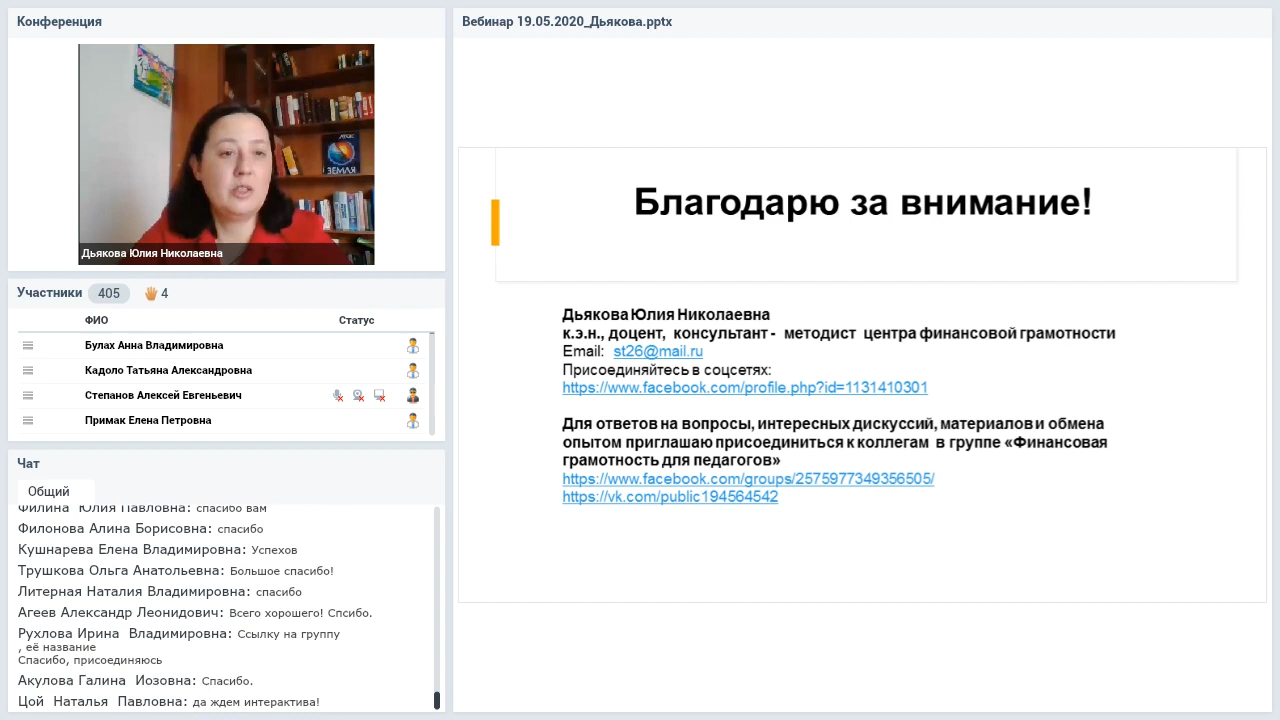 Конференция
АТЛАС
ЗЕМЛЯ
Дьякова Юлия Николаевна
Участники 405 4
ФИО Статус
Булах Анна Владимировна
Кадоло Татьяна Александровна
Степанов Алексей Евгеньевич
Примак Елена Петровна
Чат
Общий
Филина Юлия Павловна: спасибо вам
Филонова Алина Борисовна: спасибо
Кушнарева Елена Владимировна: Успехов
Трушкова Ольга Анатольевна: Большое спасибо!
Литерная Наталия Владимировна: спасибо
Агеев Александр Леонидович: Всего хорошего! Спсибо.
Рухлова Ирина Владимировна: Ссылку на группу
, её название
Спасибо, присоединяюсь
Акулова Галина Иозовна: Спасибо.
Цой Наталья Павловна: да ждем интерактива!
Вебинар 19.05.2020_Дьякова.pptx
Благодарю за внимание!
Дьякова Юлия Николаевна
к.э.н., доцент, консультант - методист центра финансовой грамотности
Email: st26@mail.ru
Присоединяйтесь в соцсетях:
https://www.facebook.com/profile.php?id=1131410301
Для ответов на вопросы, интересных дискуссий, материалов и обмена
опытом приглашаю присоединиться к коллегам в группе «Финансовая
грамотность для педагогов»
https://www.facebook.com/groups/2575977349356505/
https://vk.com/public194564542